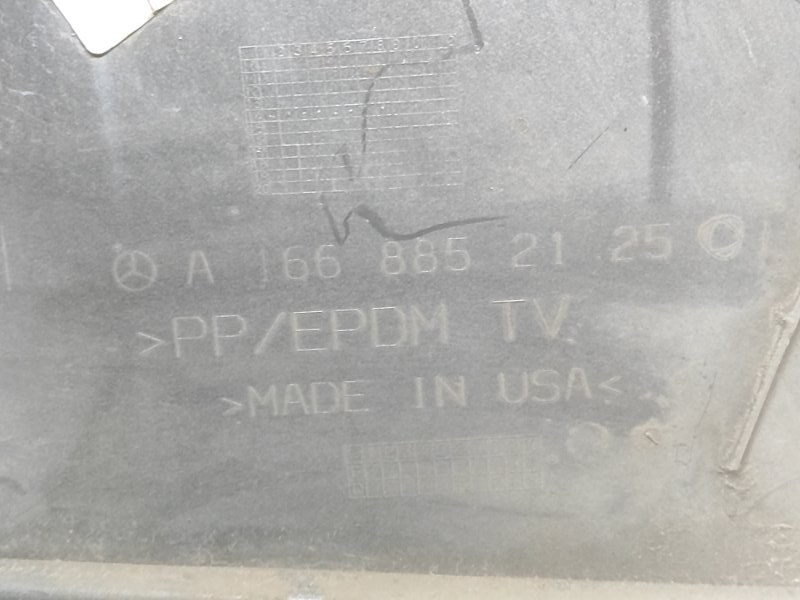 A 166 885 21 25
>PP/EPDM TV
>MADE IN USA<